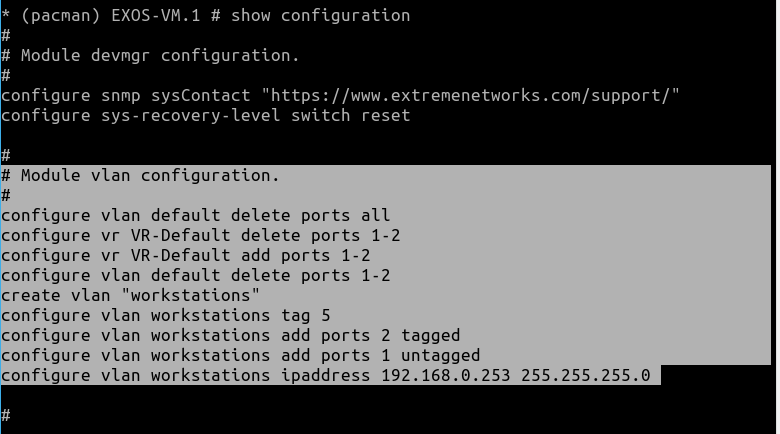 * (pacman) EXOS-VM.1 # show configuration
#
# Module devmgr configuration.
#
configure snmp sysContact "https://www.extremenetworks.com/support/"
configure sys-recovery-level switch reset
#
# Module vlan configuration.
#
configure vlan default delete ports all
configure vr VR-Default delete ports 1-2
configure vr VR-Default add ports 1-2
configure vlan default delete ports 1-2
create vlan "workstations"
configure vlan workstations tag 5
configure vlan workstations add ports 2 tagged
configure vlan workstations add ports 1 untagged
configure vlan workstations ipaddress 192.168.0.253 255.255.255.0
#